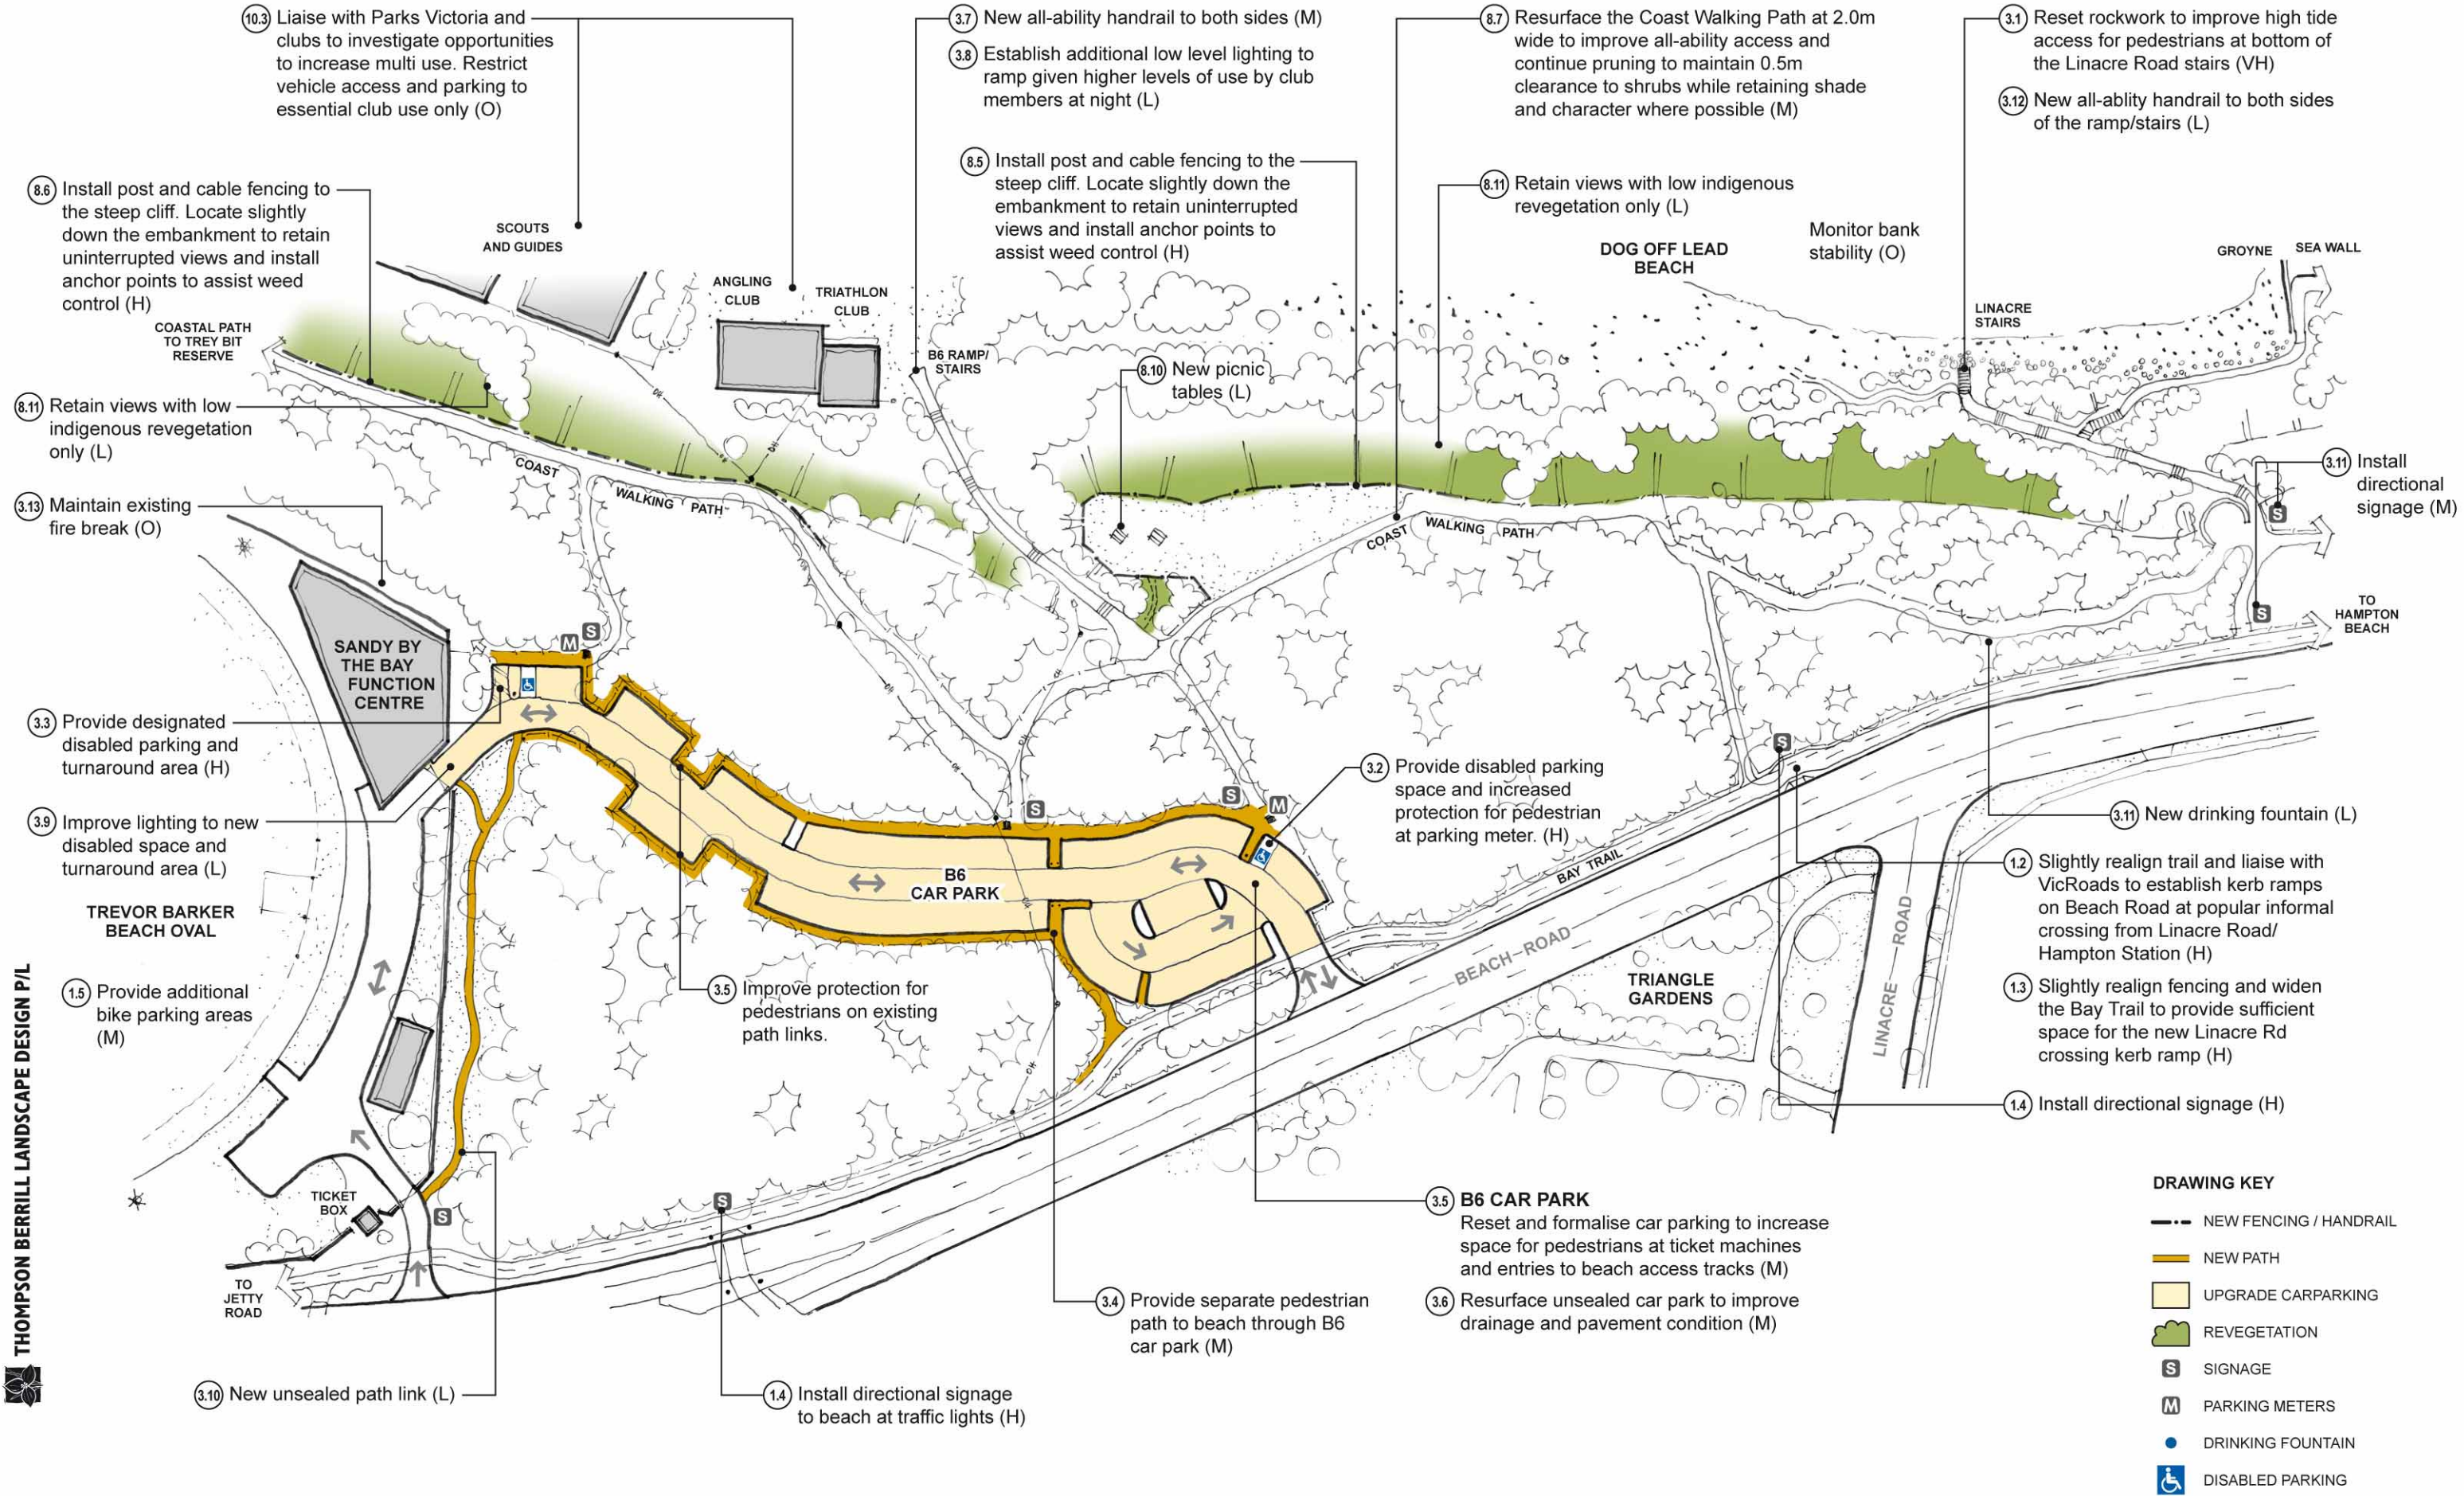 10.3 Liaise with Parks Victoria and
clubs to investigate opportunities
to increase multi use. Restrict
vehicle access and parking to
essential club use only (O)
3.7 New all-ability handrail to both sides (M)
3.8 Establish additional low level lighting to
ramp given higher levels of use by club
members at night (L)
8.7 Resurface the Coast Walking Path at 2.0m
wide to improve all-ability access and
continue pruning to maintain 0.5m
clearance to shrubs while retaining shade
and character where possible (M)
3.1 Reset rockwork to improve high tide
access for pedestrians at bottom of
the Linacre Road stairs (VH)
3.12 New all-ablity handrail to both sides
of the ramp/stairs (L)
8.6 Install post and cable fencing to
the steep cliff. Locate slightly
down the embankment to retain
uninterrupted views and install
anchor points to assist weed
control (H)
8.5 Install post and cable fencing to the
steep cliff. Locate slightly down the
embankment to retain uninterrupted
views and install anchor points to
assist weed control (H)
8.11 Retain views with low indigenous
revegetation only (L)
Monitor bank
stability (O)
DOG OFF LEAD
BEACH
GROYNE
SEA WALL
SCOUTS
AND GUIDES
ANGLING
CLUB
TRIATHLON
CLUB
LINACRE
STAIRS
COASTAL PATH
TO TREY BIT
RESERVE
B6 RAMP/
STAIRS
8.10 New picnic
tables (L)
8.11 Retain views with low
indigenous revegetation
only (L)
COAST
WALKING PATH
COAST
WALKING PATH
3.11 Install
directional
signage (M)
S
S
3.13 Maintain existing
fire break (O)
TO
HAMPTON
BEACH
SANDY BY
THE BAY
FUNCTION
CENTRE
M
S
3.3 Provide designated
disabled parking and
turnaround area (H)
S
3.2 Provide disabled parking
space and increased
protection for pedestrian
at parking meter. (H)
S
S
M
3.9 Improve lighting to new
disabled space and
turnaround area (L)
3.11 New drinking fountain (L)
B6
CAR PARK
BAY TRAIL
1.2 Slightly realign trail and liaise with
VicRoads to establish kerb ramps
on Beach Road at popular informal
crossing from Linacre Road/
Hampton Station (H)
TREVOR BARKER
BEACH OVAL
BEACH ROAD
LINACRE ROAD
TRIANGLE
GARDENS
1.5 Provide additional
bike parking areas
(M)
3.5 Improve protection for
pedestrians on existing
path links.
1.3 Slightly realign fencing and widen
the Bay Trail to provide sufficient
space for the new Linacre Rd
crossing kerb ramp (H)
1.4 Install directional signage (H)
TICKET
BOX
S
S
3.5 B6 CAR PARK
Reset and formalise car parking to increase
space for pedestrians at ticket machines
and entries to beach access tracks (M)
3.6 Resurface unsealed car park to improve
drainage and pavement condition (M)
TO
JETTY
ROAD
3.4 Provide separate pedestrian
path to beach through B6
car park (M)
3.10 New unsealed path link (L)
1.4 Install directional signage
to beach at traffic lights (H)
DRAWING KEY
NEW FENCING / HANDRAIL
NEW PATH
UPGRADE CARPARKING
REVEGETATION
S SIGNAGE
M PARKING METERS
DRINKING FOUNTAIN
DISABLED PARKING
THOMPSON BERRILL LANDSCAPE DESIGN P/L